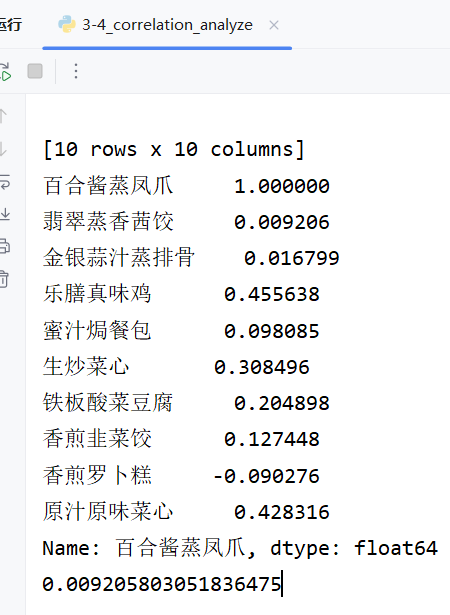 运行 3-4_correlation_analyze ×
[10 rows x 10 columns]
百合酱蒸凤爪 1.000000
翡翠蒸香茜饺 0.009206
金银蒜汁蒸排骨 0.016799
乐膳真味鸡 0.455638
蜜汁焗餐包 0.098085
生炒菜心 0.308496
铁板酸菜豆腐 0.204898
香煎韭菜饺 0.127448
香煎罗卜糕 -0.090276
原汁原味菜心 0.428316
Name: 百合酱蒸凤爪, dtype: float64
0.009205803051836475